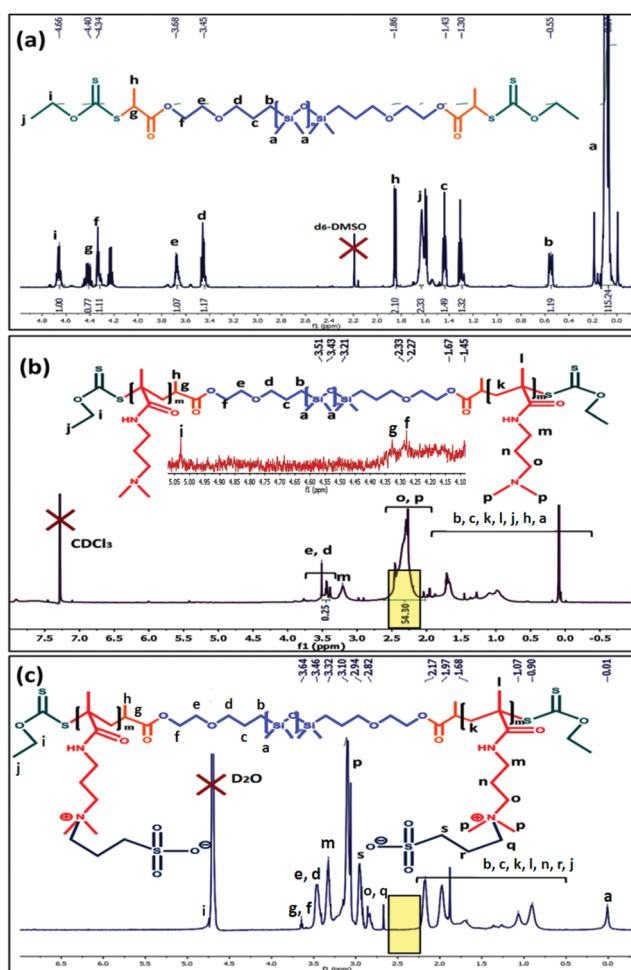 (a)
4.66 4.40 4.34 3.68 3.45 1.86 1.43 1.30 0.55
i h S
j O S g O O f e O d c b Si O Si a a O O O S S O
a
h
j
c
f
d
d6-DMSO
i
g
e
b
1.00 0.77 1.11 1.07 1.17 2.10 2.33 1.49 1.32 1.19 115.24
4.8 4.6 4.4 4.2 4.0 3.8 3.6 3.4 3.2 3.0 2.8 2.6 2.4 2.2 2.0 1.8 1.6 1.4 1.2 1.0 0.8 0.6 0.4 0.2 0.0
f1 (ppm)
(b)
3.51 3.43 3.21 2.33 2.27 1.67 1.45
S S O j i m h g O O f e O d c b Si O Si a a O O O k l m S S O
HN O HN O m n o
N N p p
i g f
5.05 5.00 4.95 4.90 4.85 4.80 4.75 4.70 4.65 4.60 4.55 4.50 4.45 4.40 4.35 4.30 4.25 4.20 4.15 4.10
f1 (ppm)
o, p
b, c, k, l, j, h, a
CDCl3
e, d
m
0.25 54.30
7.5 7.0 6.5 6.0 5.5 5.0 4.5 4.0 3.5 3.0 2.5 2.0 1.5 1.0 0.5 0.0 -0.5
f1 (ppm)
(c)
3.64 3.46 3.32 3.10 2.94 2.82 2.17 1.97 1.68 1.07 0.90 -0.01
S S O j i m h g O O f e O d c b Si O Si a O O O k l m S S O
HN O HN O m n o
D2O
N ⊕ N ⊕ p p q
O S O O ⊖ O S O O ⊖ s r
p
m
s
e, d
o, q
b, c, k, l, n, r, j
i
g, f
a
6.5 6.0 5.5 5.0 4.5 4.0 3.5 3.0 2.5 2.0 1.5 1.0 0.5 0.0
f1 (ppm)